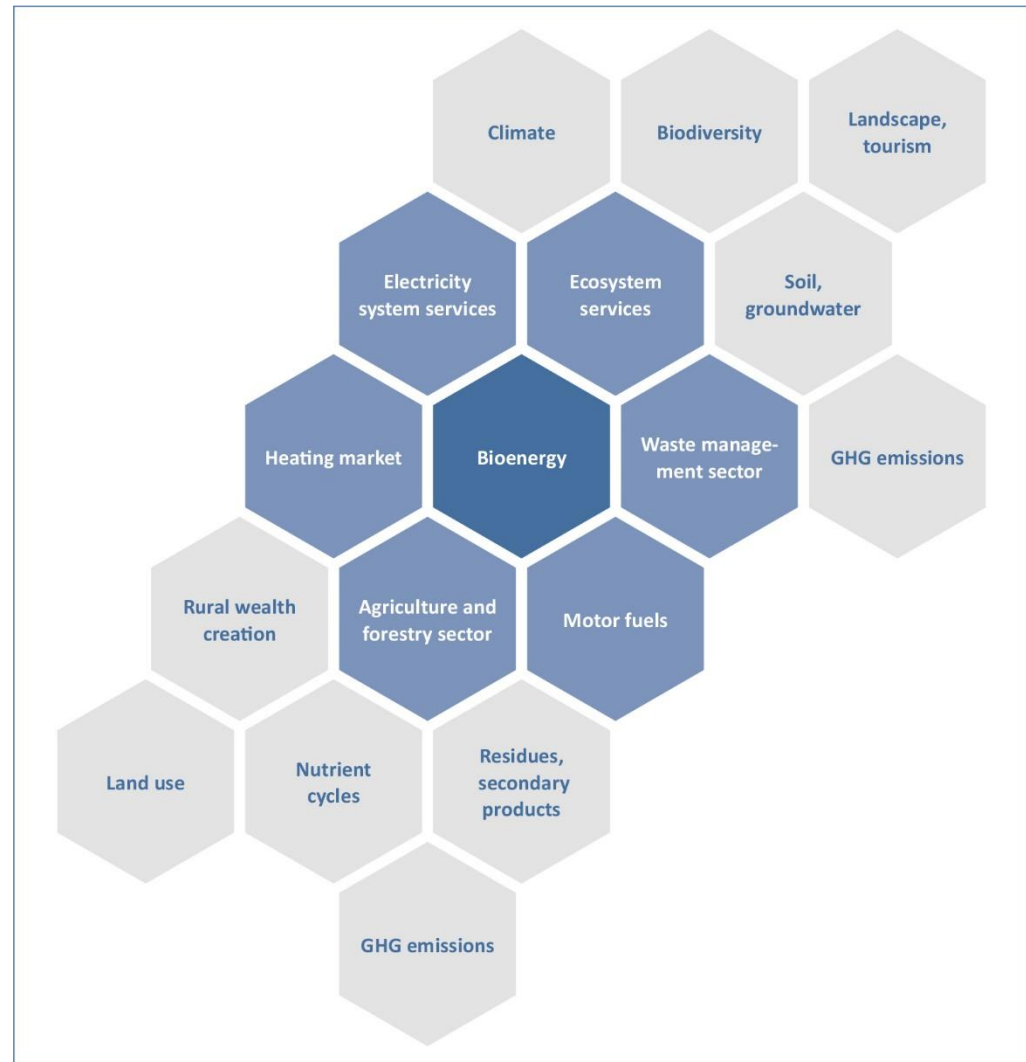 Climate
Biodiversity
Landscape,
tourism
Electricity
system services
Ecosystem
services
Soil,
groundwater
Heating market
Bioenergy
Waste manage-
ment sector
GHG emissions
Rural wealth
creation
Agriculture and
forestry sector
Motor fuels
Land use
Nutrient
cycles
Residues,
secondary
products
GHG emissions